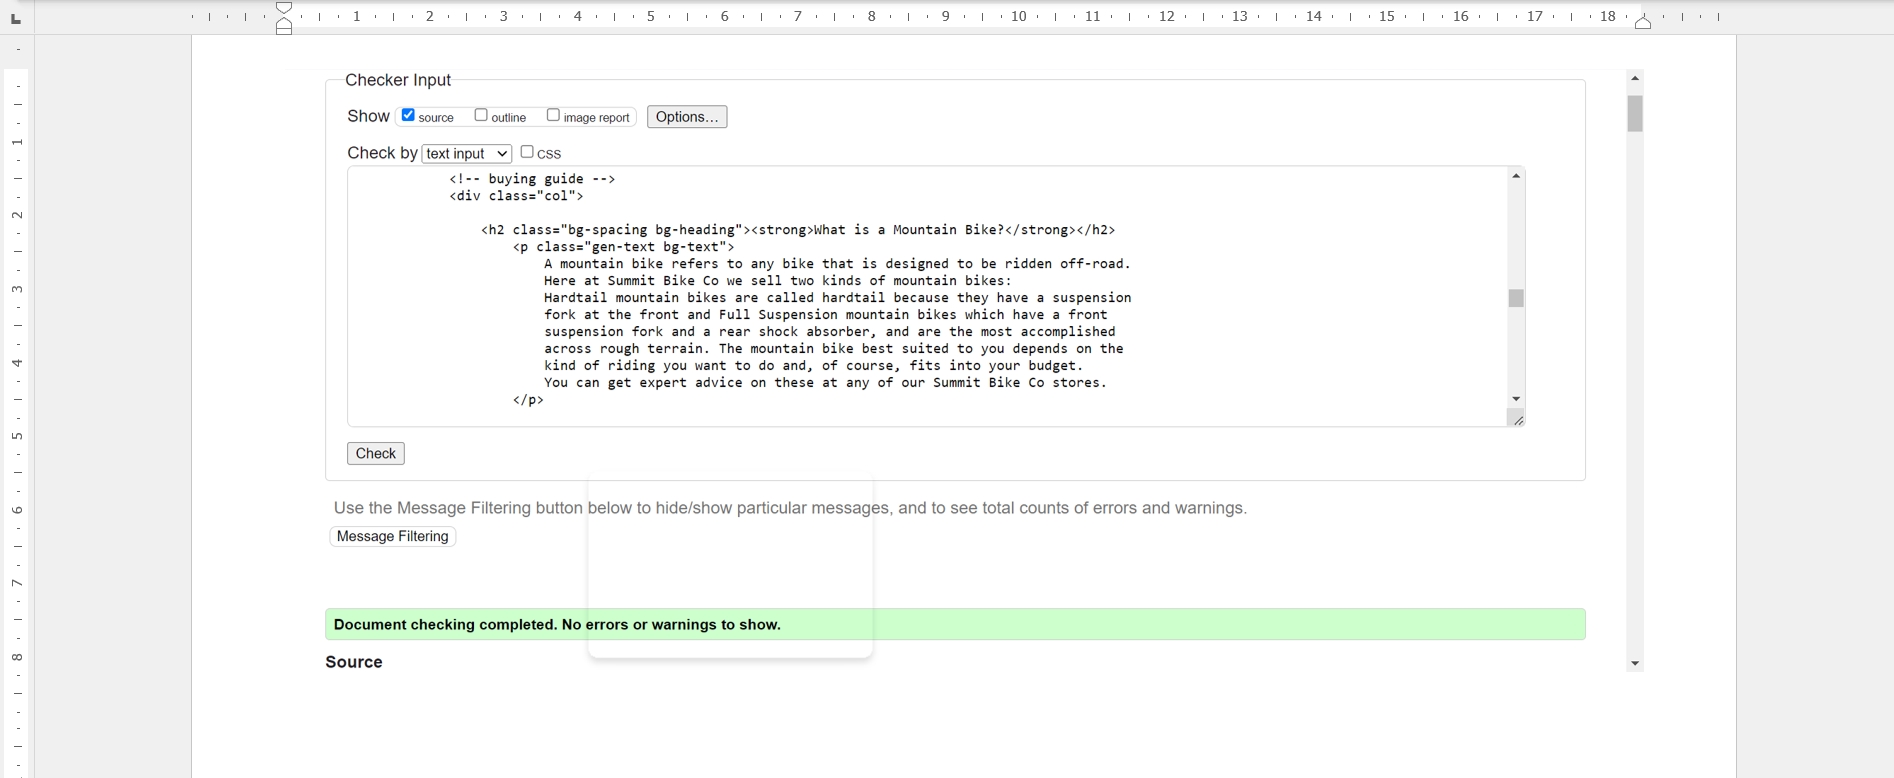 1 2 3 4 5 6 7 8 9 10 11 12 13 14 15 16 17 18
Checker Input
Show source outline image report Options...
Check by text input CSS
<!-- buying guide -->
<div class="col">
<h2 class="bg-spacing bg-heading"><strong>What is a Mountain Bike?</strong></h2>
<p class="gen-text bg-text">
A mountain bike refers to any bike that is designed to be ridden off-road.
Here at Summit Bike Co we sell two kinds of mountain bikes:
Hardtail mountain bikes are called hardtail because they have a suspension
fork at the front and Full Suspension mountain bikes which have a front
suspension fork and a rear shock absorber, and are the most accomplished
across rough terrain. The mountain bike best suited to you depends on the
kind of riding you want to do and, of course, fits into your budget.
You can get expert advice on these at any of our Summit Bike Co stores.
</p>
Check
Use the Message Filtering button below to hide/show particular messages, and to see total counts of errors and warnings.
Message Filtering
Document checking completed. No errors or warnings to show.
Source
1
2
3
4
5
6
7
8